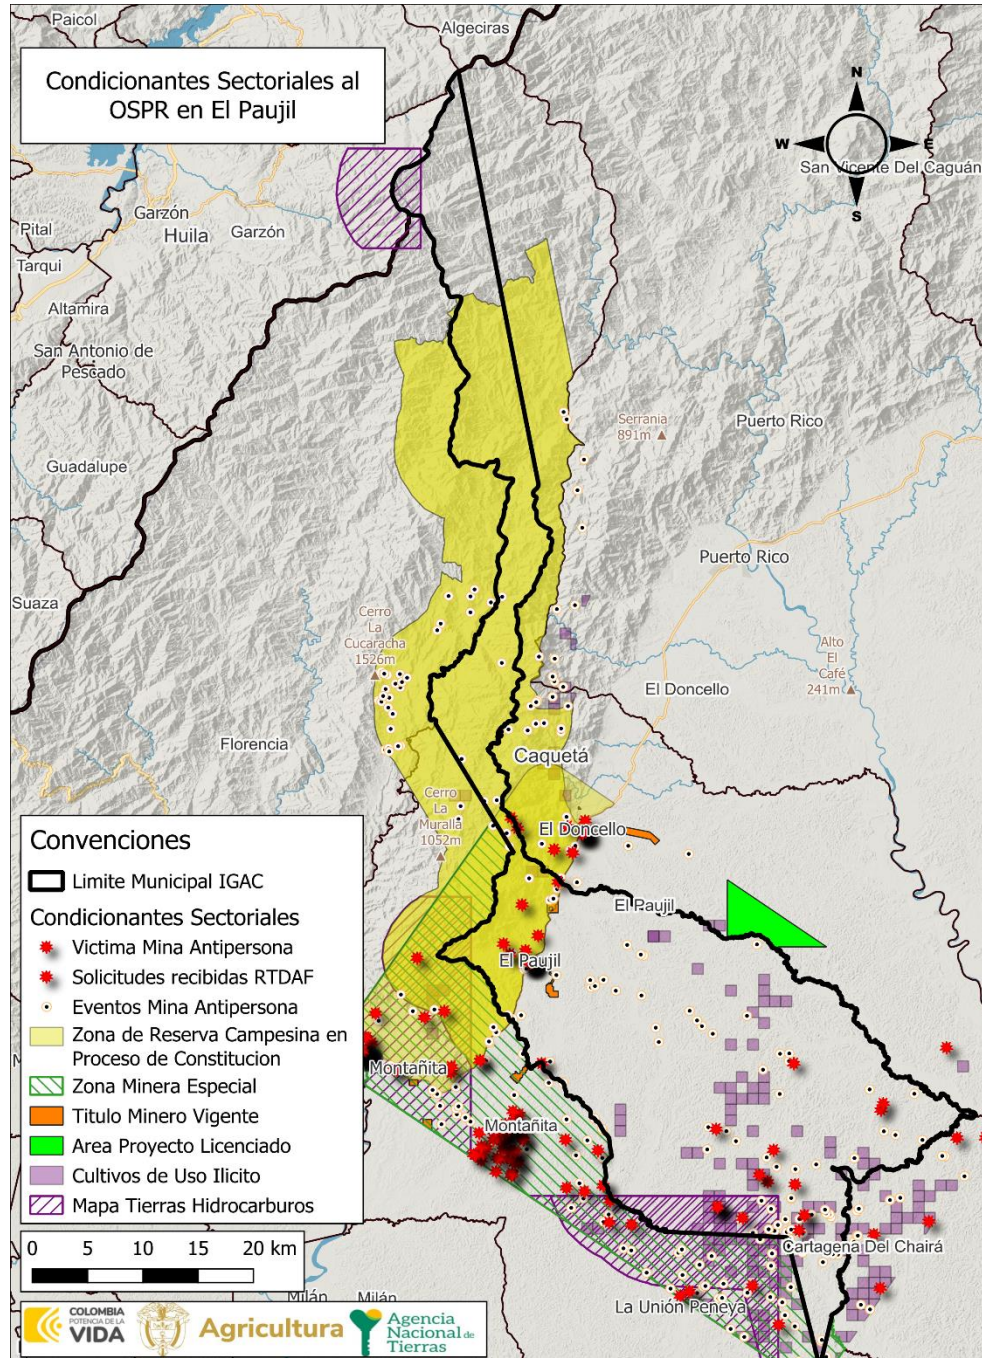 Paicol
Algeciras
Condicionantes Sectoriales al
OSPR en El Paujil
N
W
E
S
San Vicente Del Caguán
Garzón
Huila
Garzón
Pital
Tarqui
Altamira
San Antonio de
Pescado
Serrania
891m
Puerto Rico
Guadalupe
Puerto Rico
Suaza
Cerro
La
Cucaracha
1526m
Alto
El
Café
241m
El Doncello
Florencia
Caquetá
Cerro
La
Muralla
1052m
El Doncello
El Paujil
El Paujil
Montañita
Montañita
Cartagena Del Chairá
La Unión Peneya
Convenciones
Limite Municipal IGAC
Condicionantes Sectoriales
Victima Mina Antipersona
Solicitudes recibidas RTDAF
Eventos Mina Antipersona
Zona de Reserva Campesina en
Proceso de Constitucion
Zona Minera Especial
Titulo Minero Vigente
Area Proyecto Licenciado
Cultivos de Uso Ilicito
Mapa Tierras Hidrocarburos
0 5 10 15 20 km
Milán
Milán
COLOMBIA
POTENCIA DE LA
VIDA
Agricultura
Agencia
Nacional de
Tierras